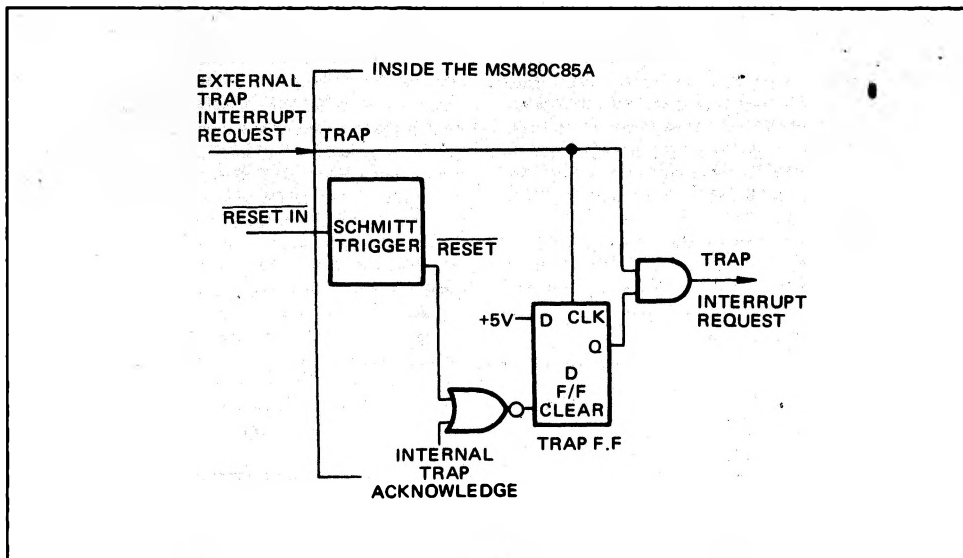 INSIDE THE MSM80C85A
EXTERNAL
TRAP
INTERRUPT
REQUEST
TRAP
RESET IN
SCHMITT
TRIGGER
RESET
TRAP
INTERRUPT
REQUEST
+5V
D CLK
Q
D
F/F
CLEAR
TRAP F.F
INTERNAL
TRAP
ACKNOWLEDGE